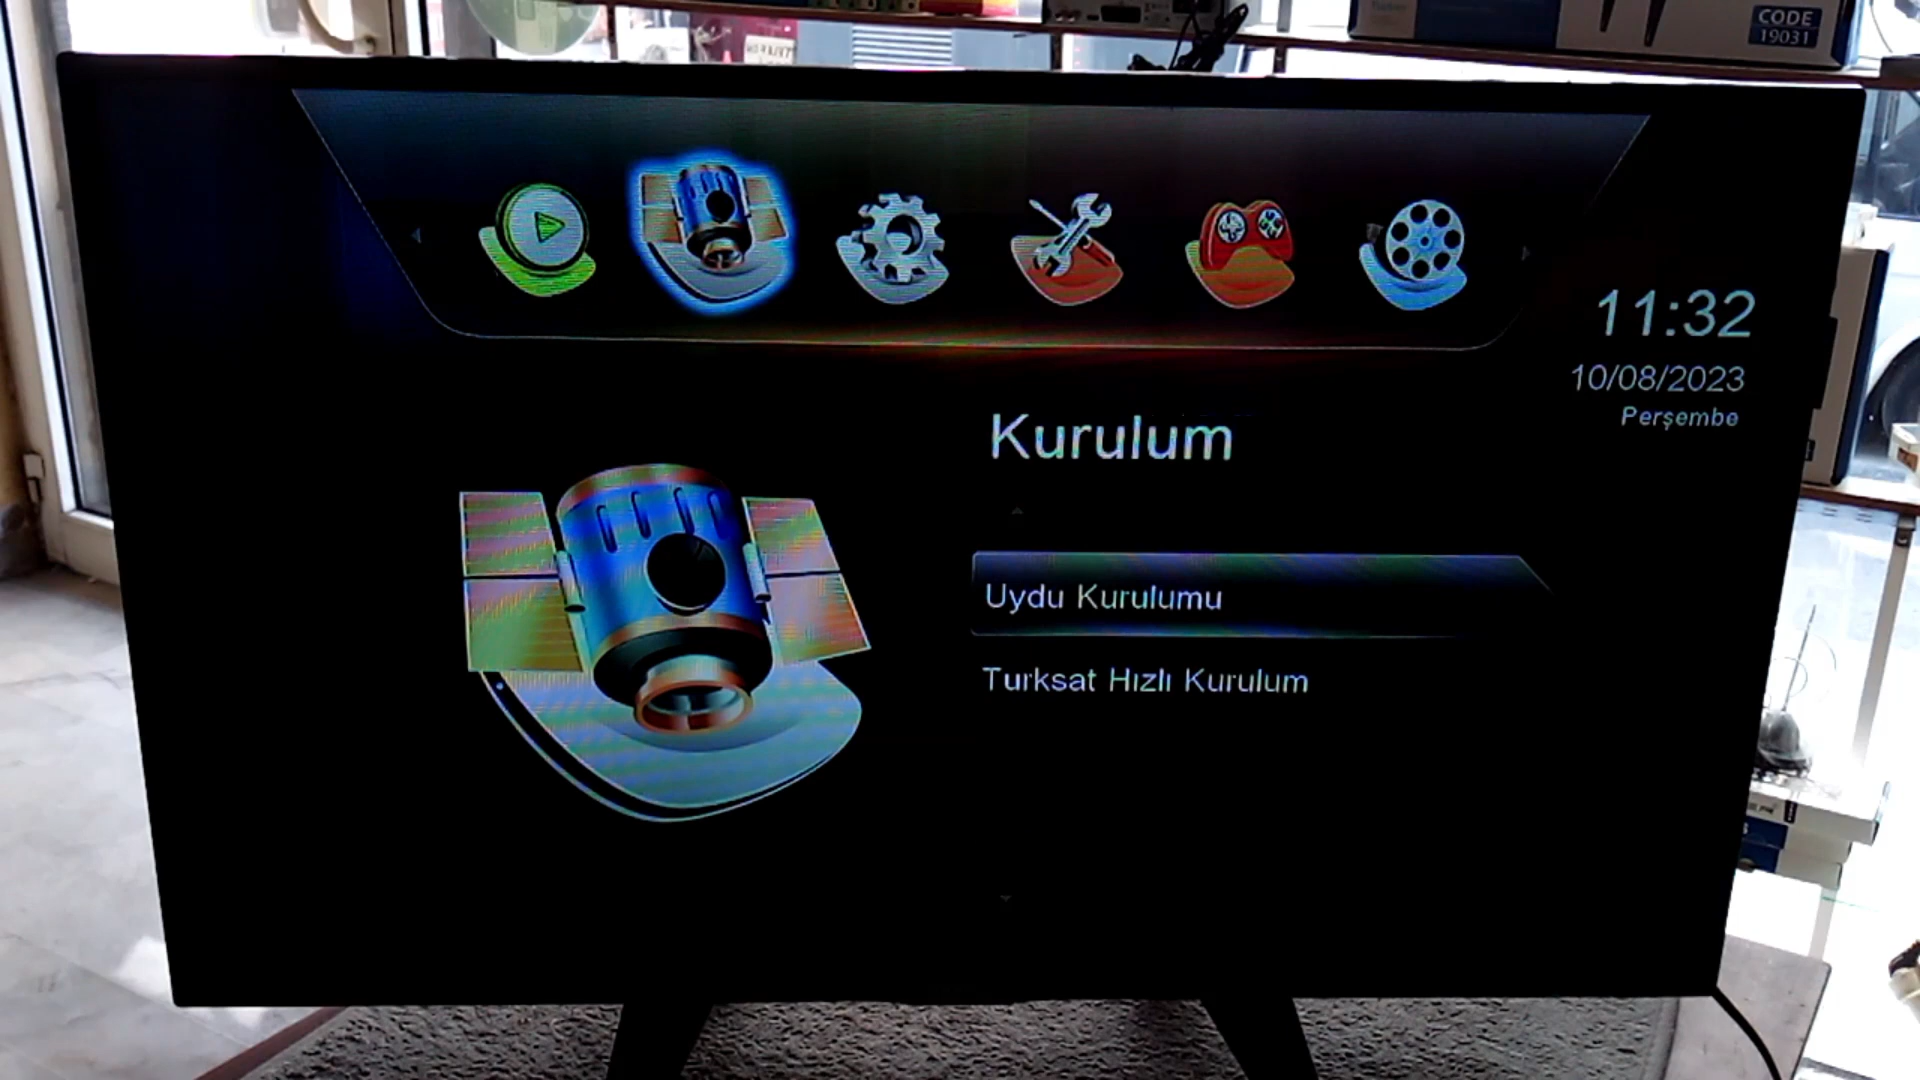 CODE
19031
11:32
10/08/2023
Perşembe
Kurulum
Uydu Kurulumu
Turksat Hızlı Kurulum